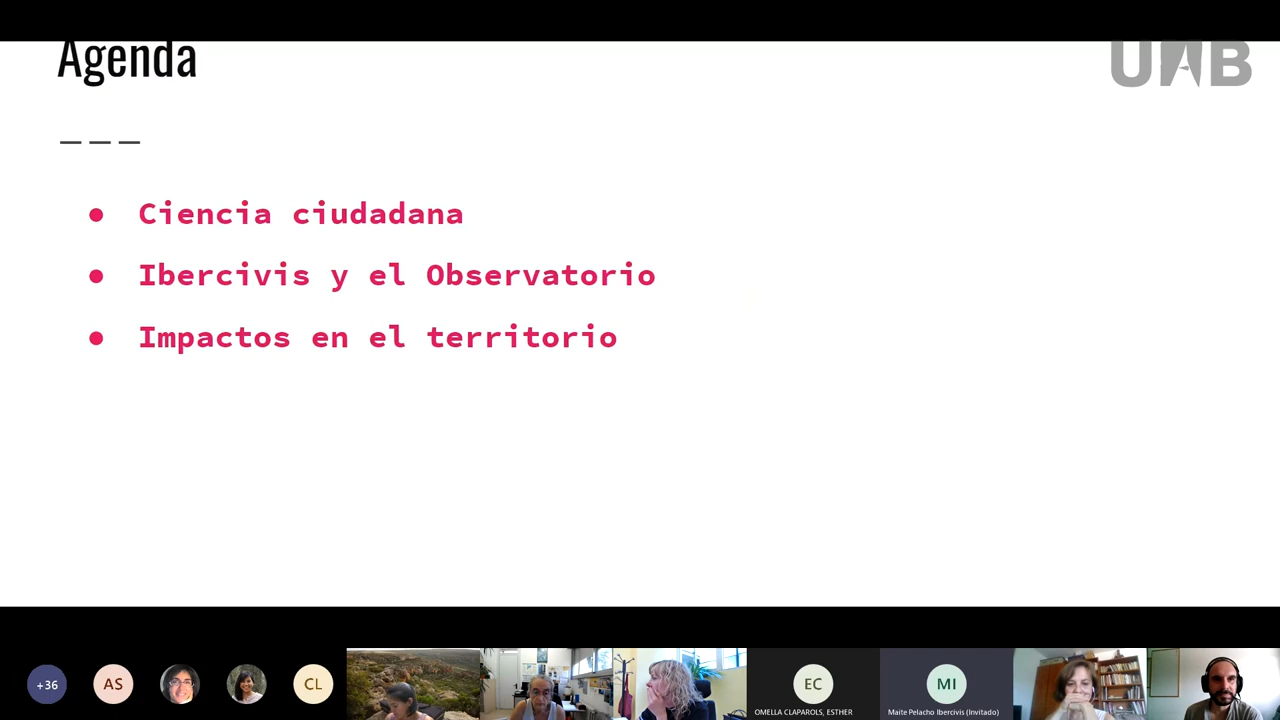 Agenda
UAB
Ciencia ciudadana
Ibercivis y el Observatorio
Impactos en el territorio
+36
AS
CL
EC
OMELLA CLAPAROLS, ESTHER
MI
Maite Pelacho Ibercivis (Invitado)